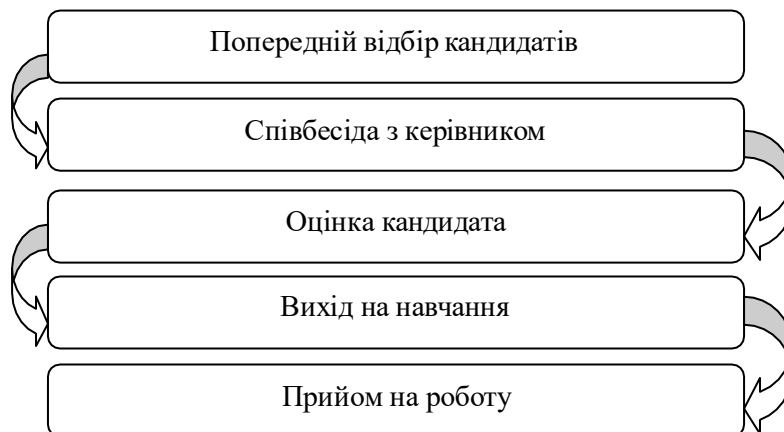 Попередній відбір кандидатів
Співбесіда з керівником
Оцінка кандидата
Вихід на навчання
Прийом на роботу